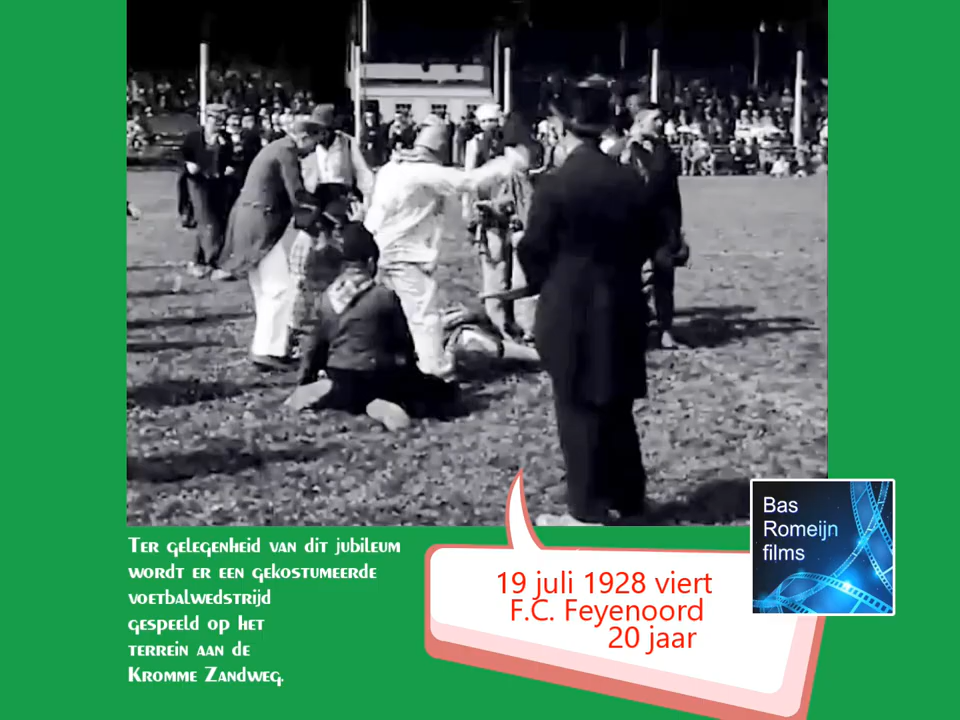 Ter gelegenheid van dit jubileum
wordt er een gekostumeerde
voetbalwedstrijd
gespeeld op het
terrein aan de
Kromme Zandweg.
19 juli 1928 viert
F.C. Feyenoord
20 jaar
Bas
Romeijn
films